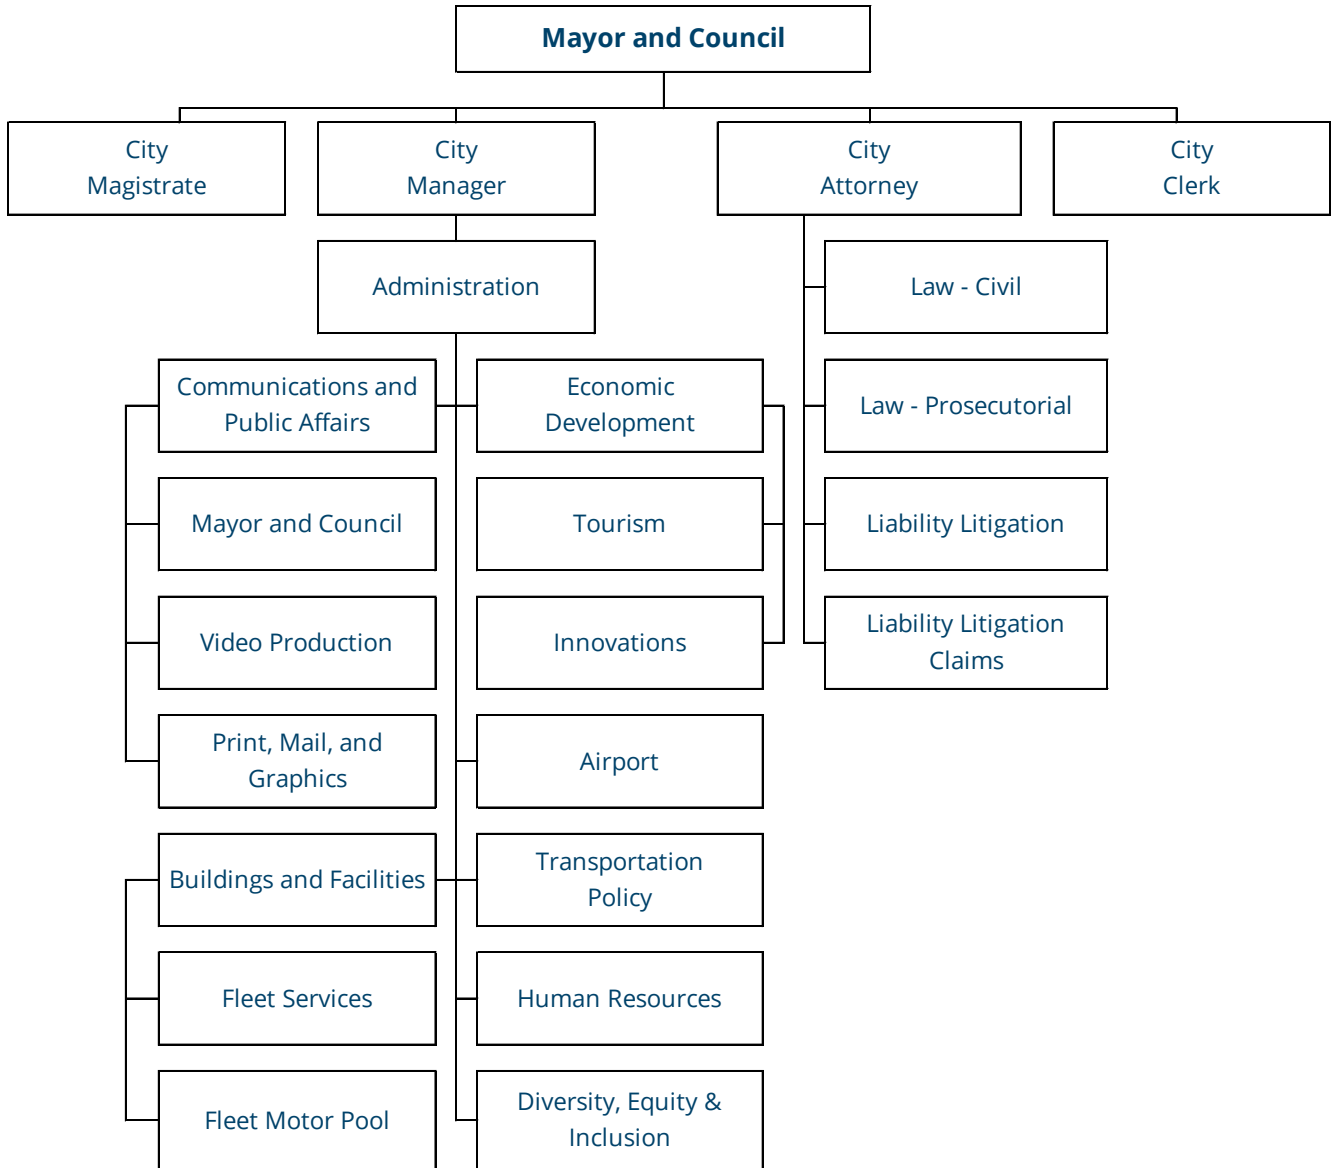 Mayor and Council
City
Magistrate
City
Manager
City
Attorney
City
Clerk
Administration
Law - Civil
Communications and
Public Affairs
Economic
Development
Law - Prosecutorial
Mayor and Council
Tourism
Liability Litigation
Video Production
Innovations
Liability Litigation
Claims
Print, Mail, and
Graphics
Airport
Buildings and Facilities
Transportation
Policy
Fleet Services
Human Resources
Fleet Motor Pool
Diversity, Equity &
Inclusion